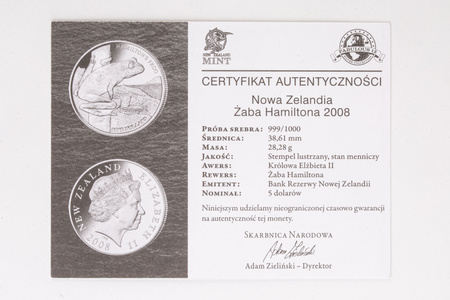 NEW ZEALAND
MINT
FABULOUS
CERTYFIKAT AUTENTYCZNOŚCI
Nowa Zelandia
Żaba Hamiltona 2008
PRÓBA SREBRA: 999/1000
ŚREDNICA: 38,61 mm
MASA: 28,28 g
JAKOŚĆ: Stempel lustrzany, stan menniczy
AWERS: Królowa Elżbieta II
REWERS: Żaba Hamiltona
EMITENT: Bank Rezerwy Nowej Zelandii
NOMINAŁ: 5 dolarów
Niniejszym udzielamy nieograniczonej czasowo gwarancji
na autentyczność tej monety.
SKARBNICA NARODOWA
Adam Zieliński
Adam Zieliński – Dyrektor
NEW ZEALAND ELIZABETH II
2008